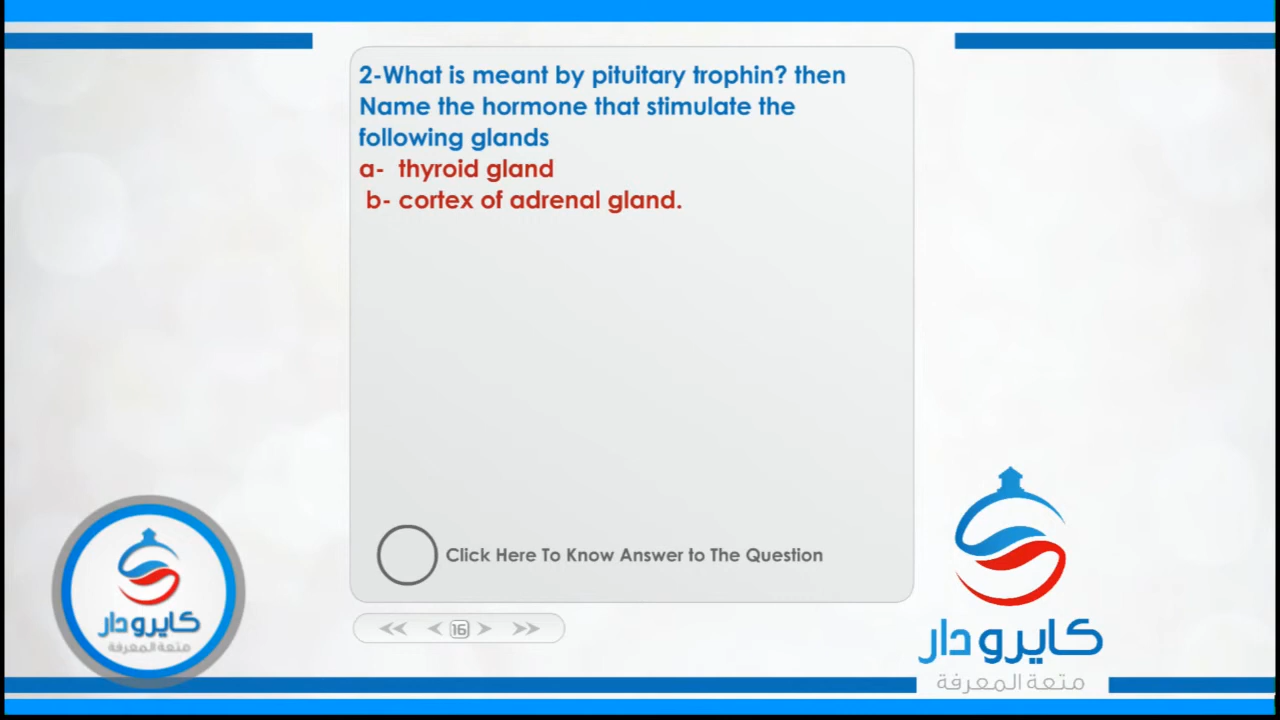 2-What is meant by pituitary trophin? then
Name the hormone that stimulate the
following glands
a- thyroid gland
b- cortex of adrenal gland.
Click Here To Know Answer to The Question
16
كايرو دار
متعة المعرفة
كايرو دار
متعة المعرفة